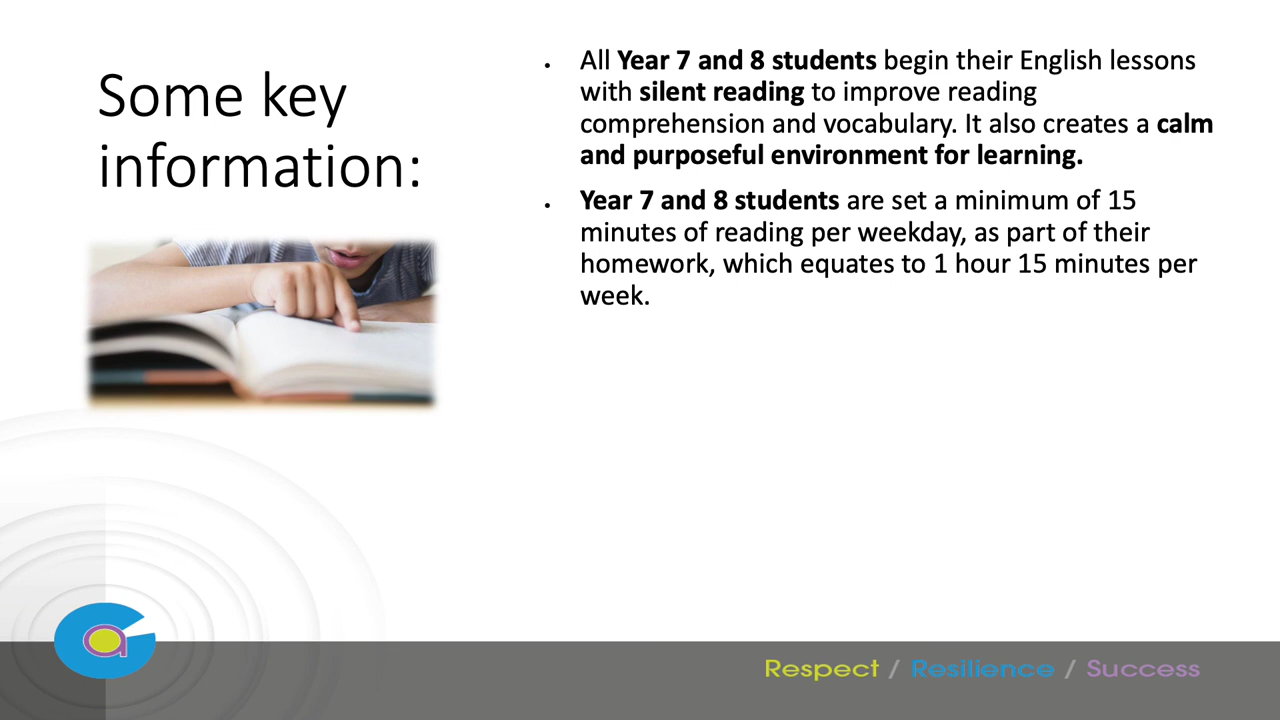 Some key
information:
• All Year 7 and 8 students begin their English lessons
with silent reading to improve reading
comprehension and vocabulary. It also creates a calm
and purposeful environment for learning.
• Year 7 and 8 students are set a minimum of 15
minutes of reading per weekday, as part of their
homework, which equates to 1 hour 15 minutes per
week.
a
Respect / Resilience / Success